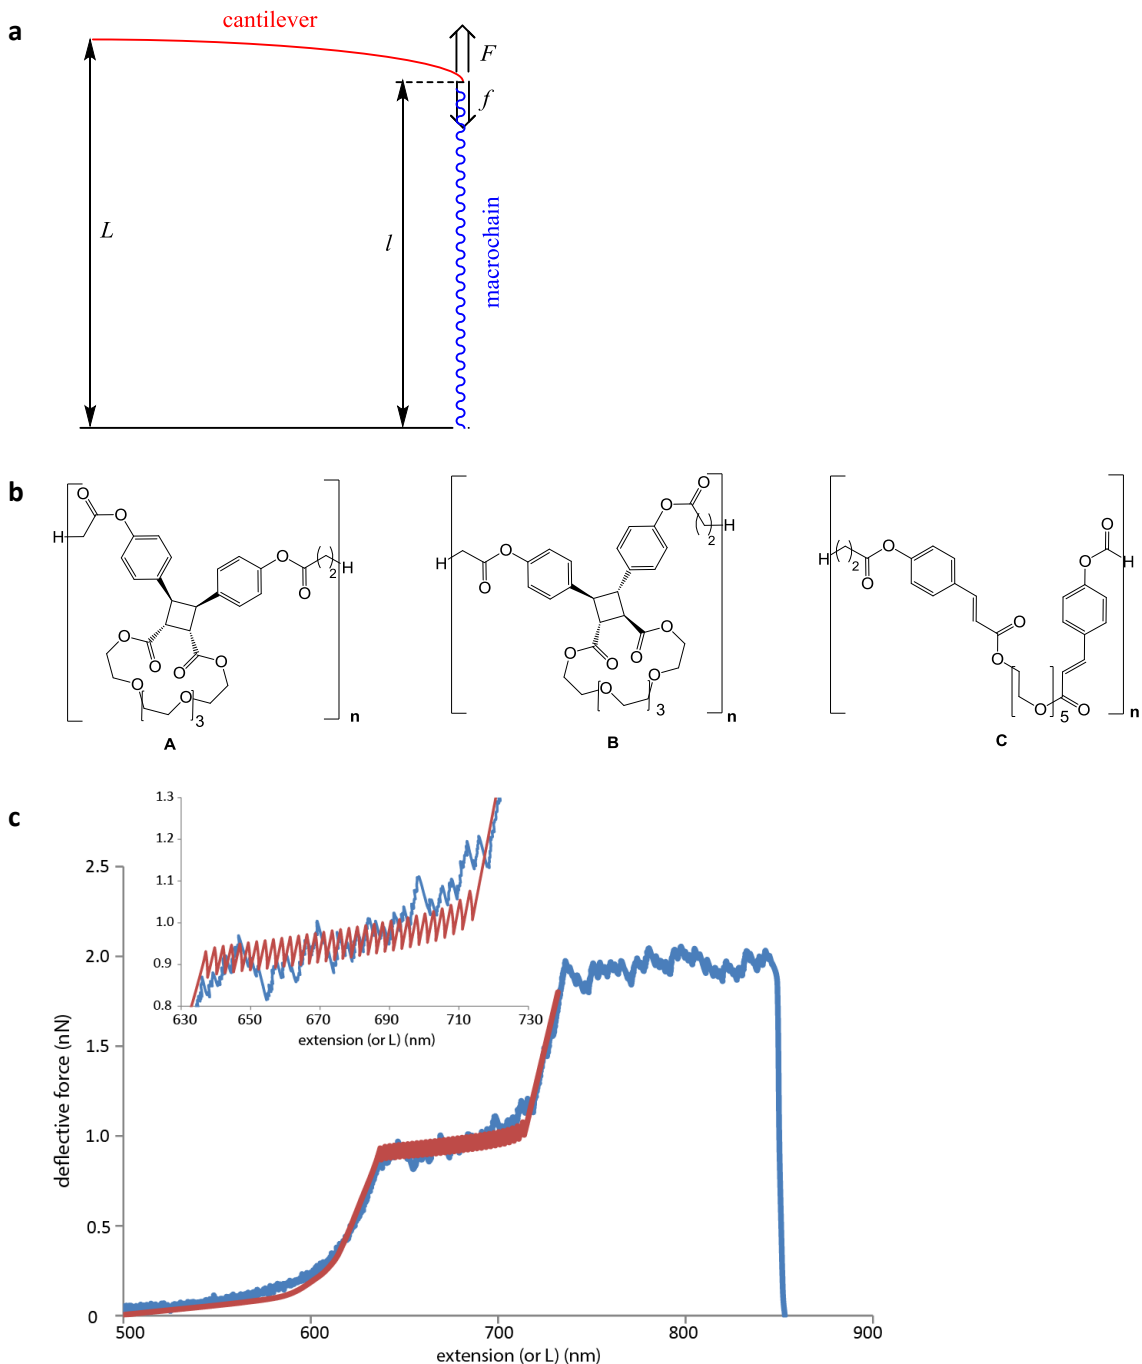 a
cantilever
F
f
L
l
macrochain
b
O
O
H
O
O
2
H
O
O
O
O
O
O
O
3
n
A
H
O
O
O
O
2
H
O
O
O
O
O
O
3
n
B
H
2
O
O
O
O
O
5
O
O
O
H
n
C
c
1.3
1.2
1.1
1.0
0.9
0.8
630
650
670
690
710
730
extension (or L) (nm)
2.5
2.0
1.5
1.0
0.5
0
deflective force (nN)
500
600
700
800
900
extension (or L) (nm)